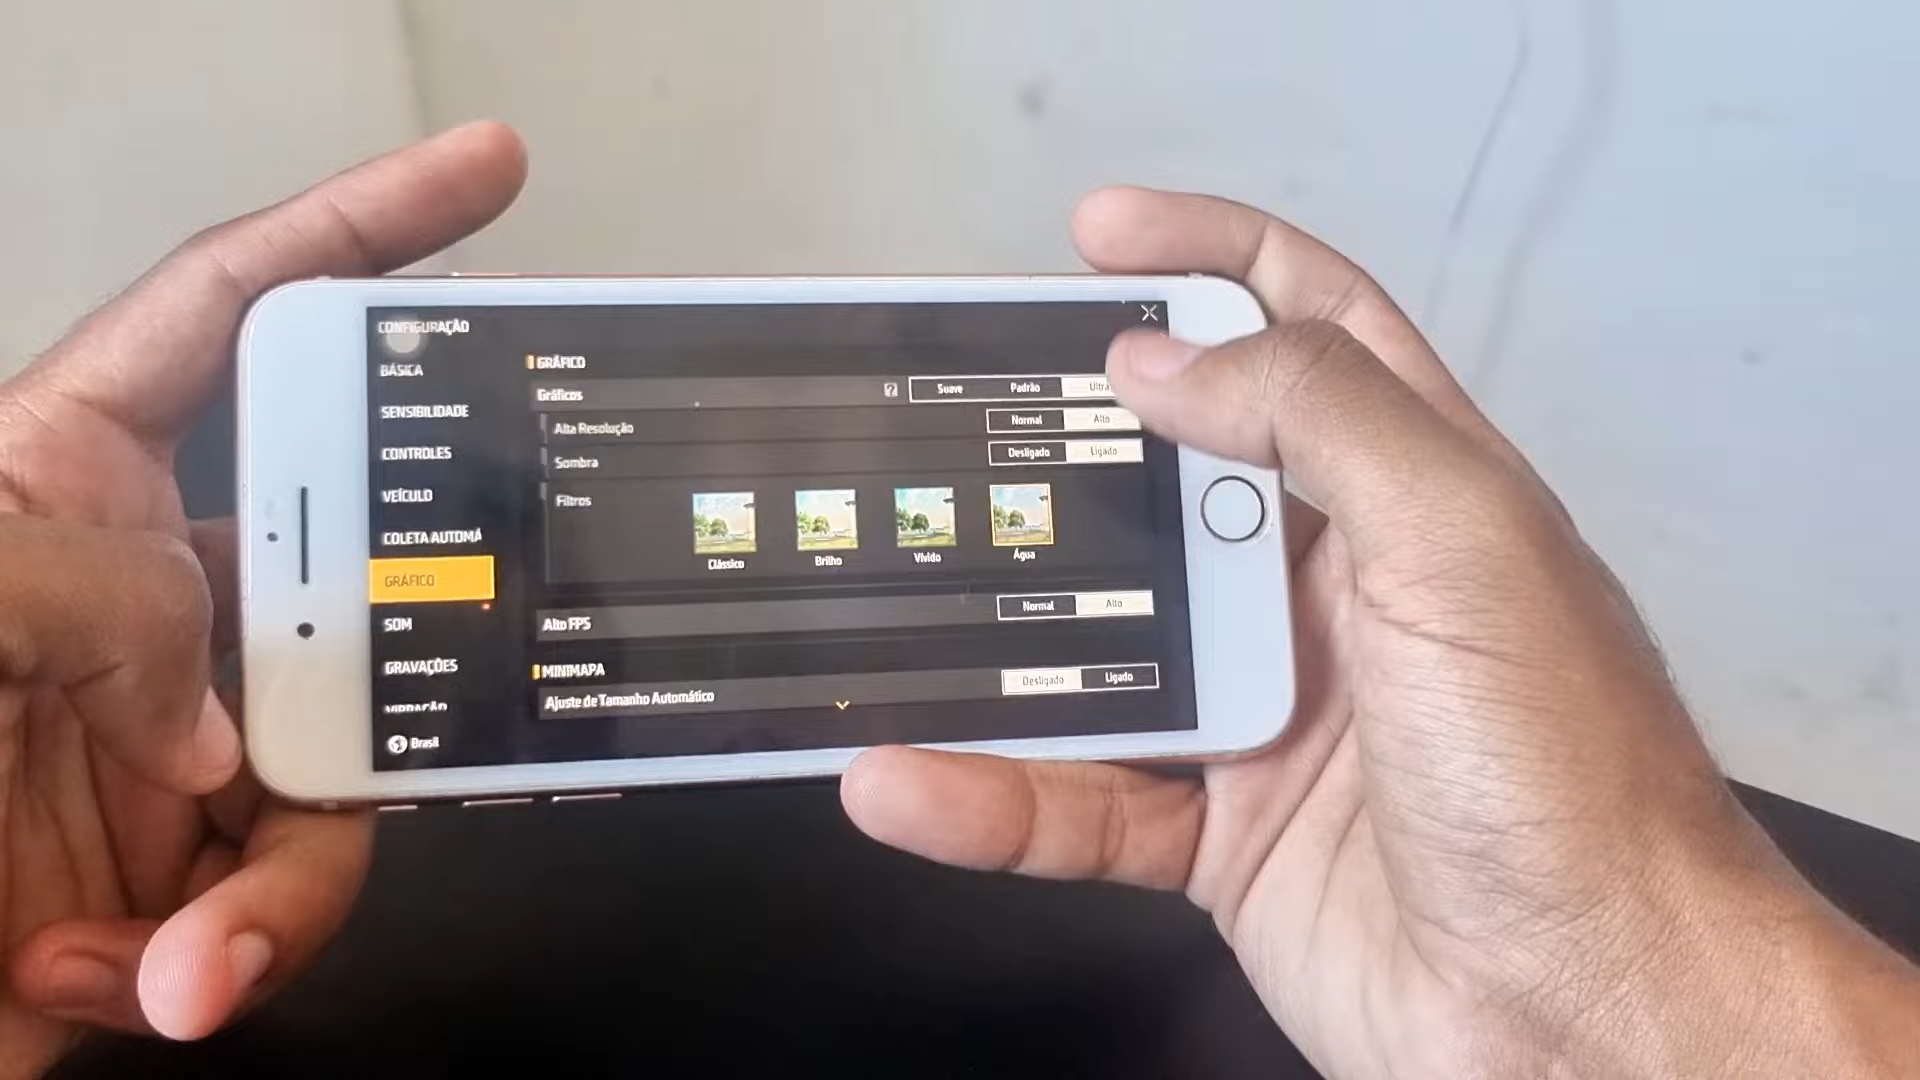 CONFIGURAÇÃO
BÁSICA
SENSIBILIDADE
CONTROLES
VEÍCULO
COLETA AUTOMÁ
GRÁFICO
SOM
GRAVAÇÕES
VIBRAÇÃO
Brasil
GRÁFICO
Gráficos ? Suave Padrão Ultra
Alta Resolução Normal Alto
Sombra Desligado Ligado
Filtros
Clássico Brilho Vívido Água
Alto FPS Normal Alto
MINIMAPA
Ajuste de Tamanho Automático Desligado Ligado